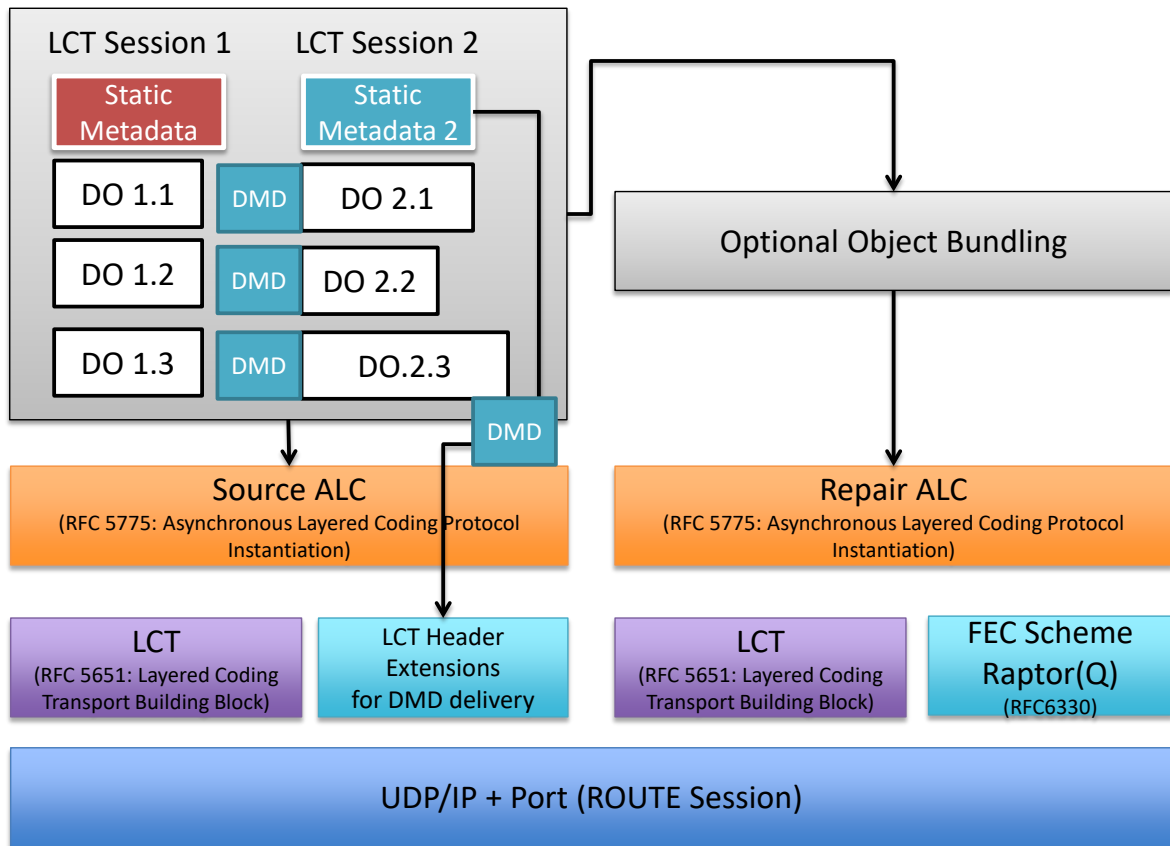 LCT Session 1
LCT Session 2
Static
Metadata
Static
Metadata 2
DO 1.1
DMD
DO 2.1
DO 1.2
DMD
DO 2.2
DO 1.3
DMD
DO.2.3
DMD
Optional Object Bundling
Source ALC
(RFC 5775: Asynchronous Layered Coding Protocol
Instantiation)
Repair ALC
(RFC 5775: Asynchronous Layered Coding Protocol
Instantiation)
LCT
(RFC 5651: Layered Coding
Transport Building Block)
LCT Header
Extensions
for DMD delivery
LCT
(RFC 5651: Layered Coding
Transport Building Block)
FEC Scheme
Raptor(Q)
(RFC6330)
UDP/IP + Port (ROUTE Session)